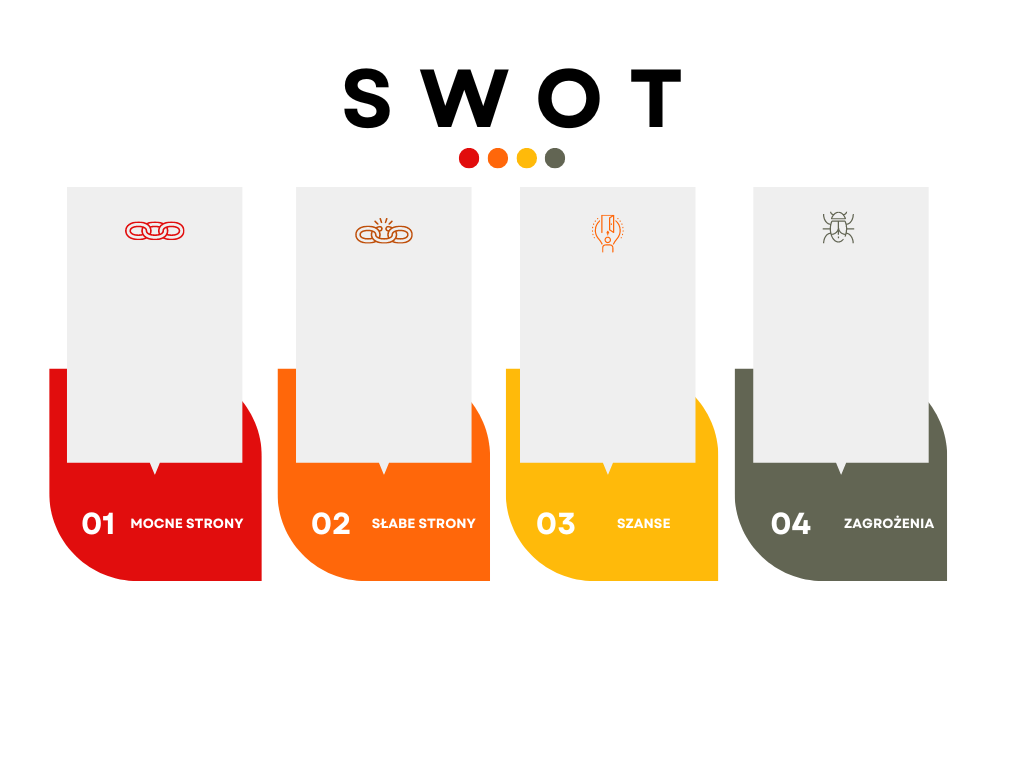 SWOT
01 MOCNE STRONY
02 SŁABE STRONY
03 SZANSE
04 ZAGROŻENIA